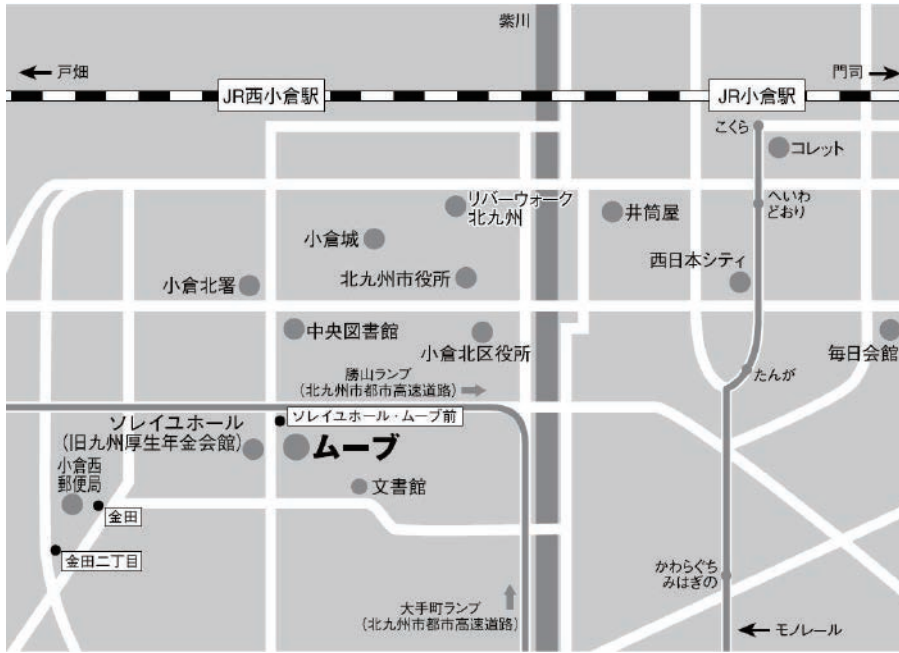 紫川
戸畑
門司
JR西小倉駅
JR小倉駅
こくら
コレット
リバーウォーク
北九州
へいわ
どおり
井筒屋
小倉城
西日本シティ
小倉北署
北九州市役所
中央図書館
小倉北区役所
毎日会館
勝山ランプ
(北九州市都市高速道路)
たんが
ソレイユホール
(旧九州厚生年金会館)
ソレイユホール・ムーブ前
ムーブ
小倉西
郵便局
文書館
金田
金田二丁目
かわらぐち
みはぎの
大手町ランプ
(北九州市都市高速道路)
モノレール